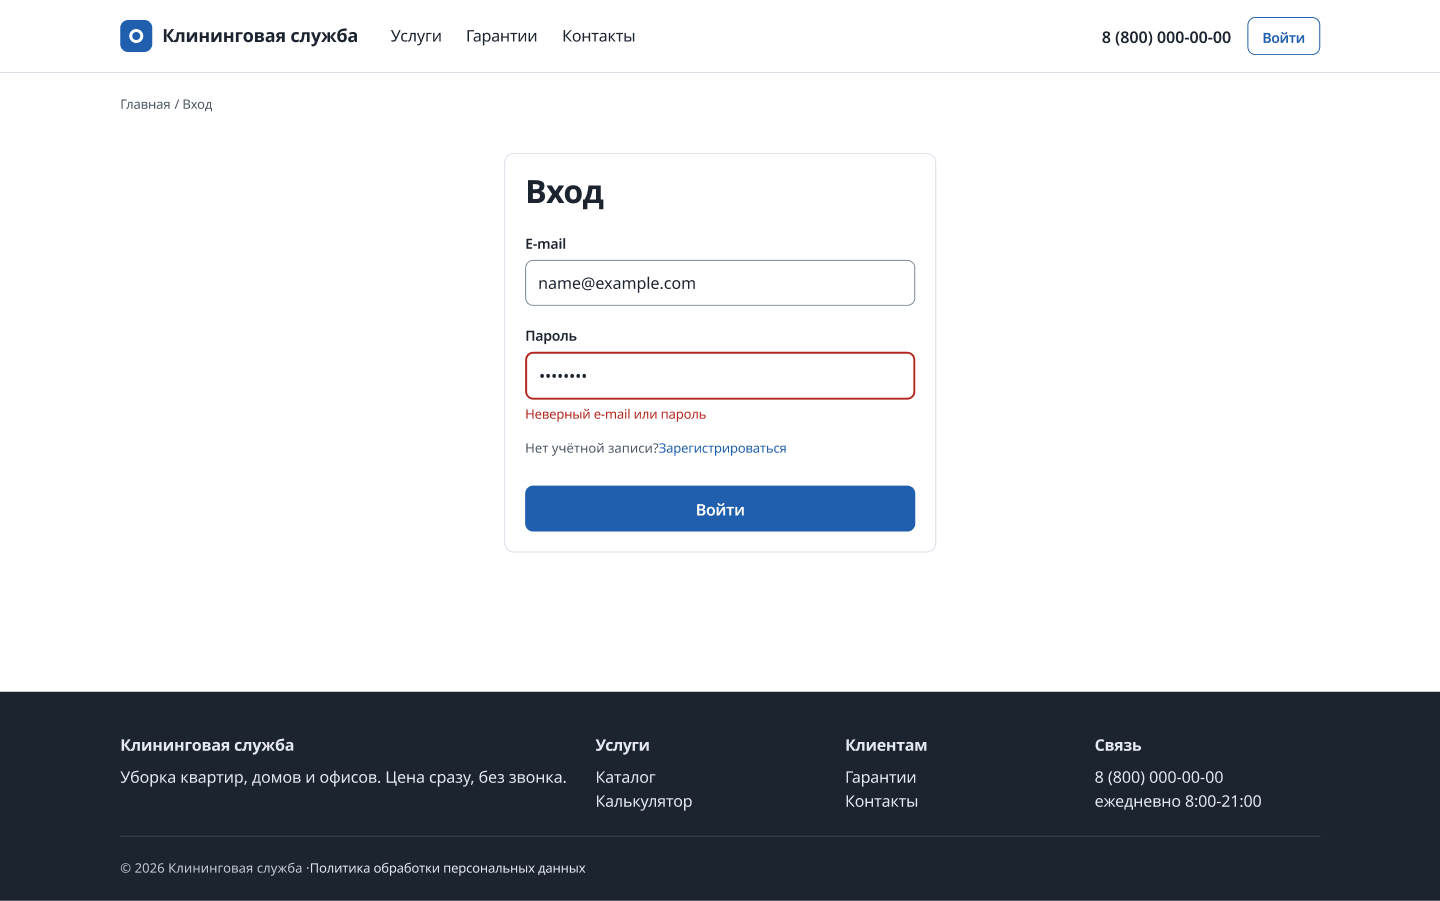 Клининговая служба
Услуги
Гарантии
Контакты
8 (800) 000-00-00
Войти
Главная / Вход
Вход
E-mail
name@example.com
Пароль
••••••••
Неверный e-mail или пароль
Нет учётной записи?Зарегистрироваться
Войти
Клининговая служба
Уборка квартир, домов и офисов. Цена сразу, без звонка.
Услуги
Каталог
Калькулятор
Клиентам
Гарантии
Контакты
Связь
8 (800) 000-00-00
ежедневно 8:00-21:00
© 2026 Клининговая служба ·Политика обработки персональных данных